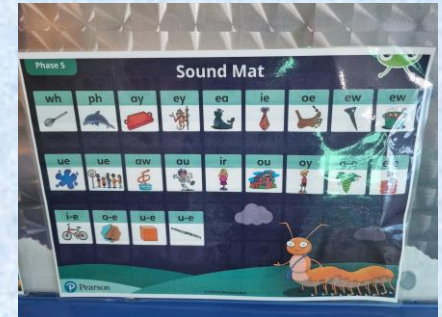 Phase 5
Sound Mat
wh ph ay ey ea ie oe ew ew
ue ue aw au ir ou oy a-e
i-e o-e u-e u-e
Pearson